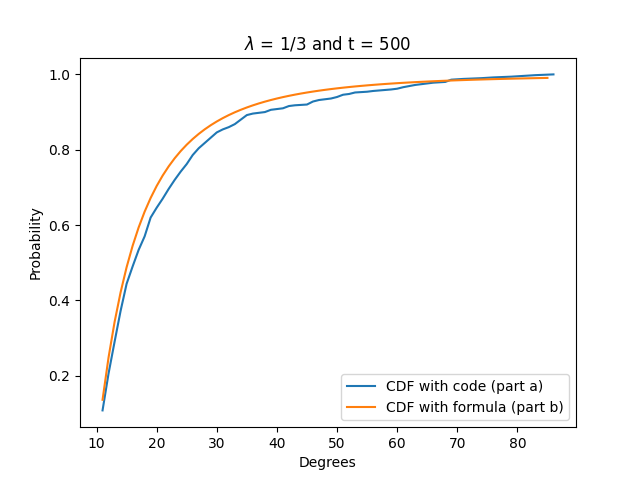 λ = 1/3 and t = 500
1.0
0.8
0.6
0.4
0.2
Probability
10 20 30 40 50 60 70 80
Degrees
CDF with code (part a)
CDF with formula (part b)